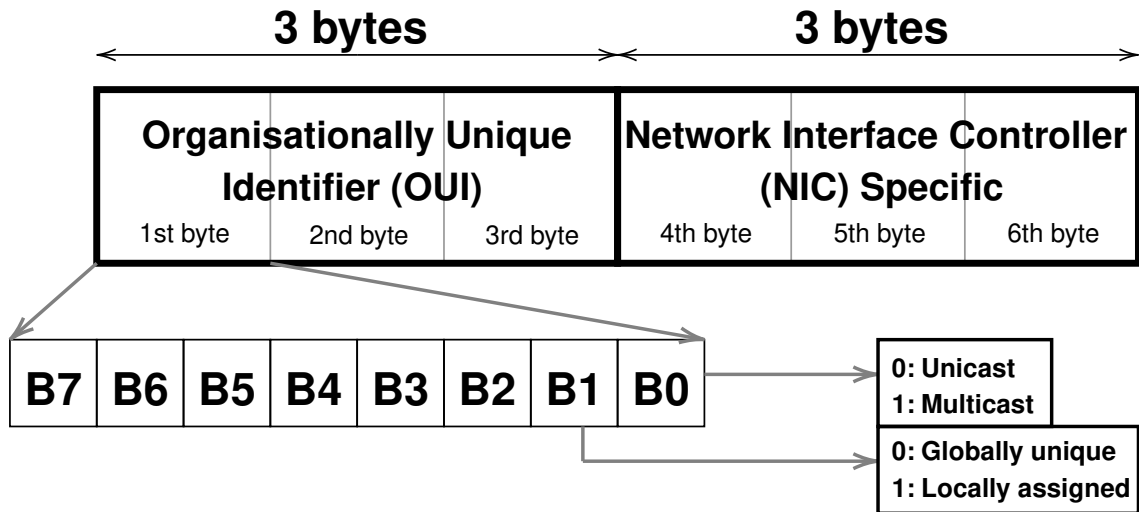 3 bytes 3 bytes
Organisationally Unique Network Interface Controller
Identifier (OUI) (NIC) Specific
1st byte 2nd byte 3rd byte 4th byte 5th byte 6th byte
B7 B6 B5 B4 B3 B2 B1 B0
0: Unicast
1: Multicast
0: Globally unique
1: Locally assigned